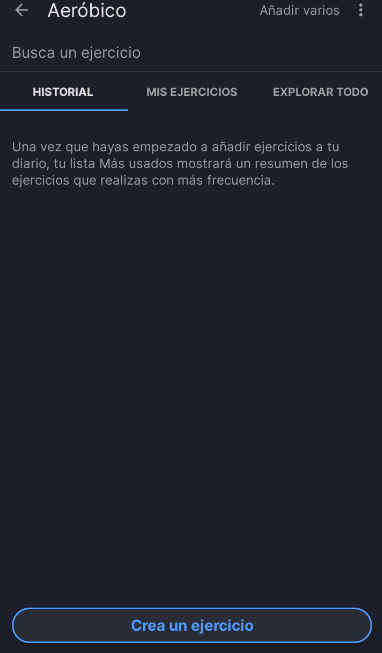 Aeróbico Añadir varios
Busca un ejercicio
HISTORIAL MIS EJERCICIOS EXPLORAR TODO
Una vez que hayas empezado a añadir ejercicios a tu
diario, tu lista Más usados mostrará un resumen de los
ejercicios que realizas con más frecuencia.
Crea un ejercicio